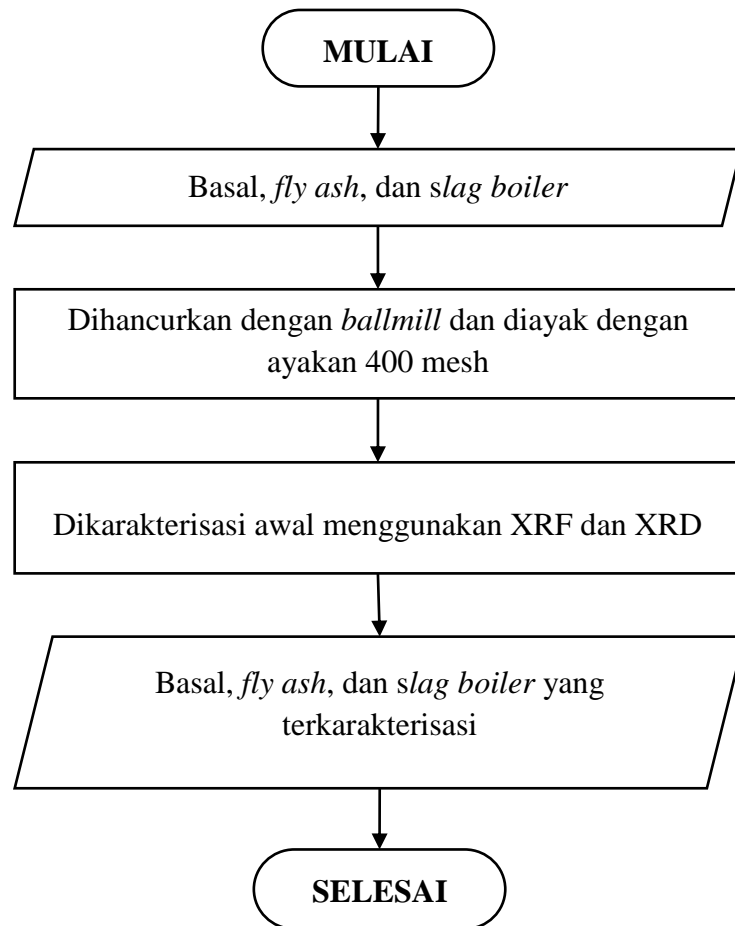 MULAI
Basal, fly ash, dan slag boiler
Dihancurkan dengan ballmill dan diayak dengan
ayakan 400 mesh
Dikarakterisasi awal menggunakan XRF dan XRD
Basal, fly ash, dan slag boiler yang
terkarakterisasi
SELESAI